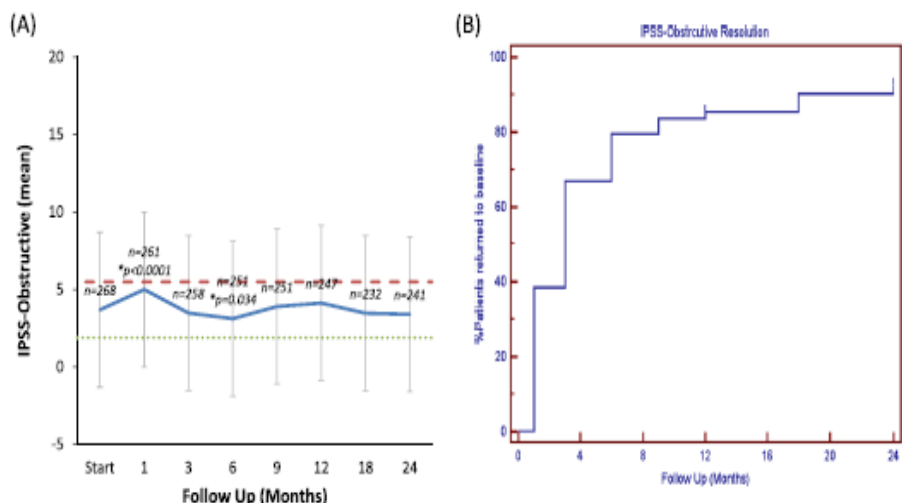 (A)
20
15
10
5
0
-5
IPSS-Obstructive (mean)
n=268
n=261
*p<0.0001
n=258
n=251
*p=0.034
n=251
n=247
n=232
n=241
Start 1 3 6 9 12 18 24
Follow Up (Months)
(B)
IPSS-Obstrcutive Resolution
100
80
60
40
20
0
%Patients returned to baseline
0 4 8 12 16 20 24
Follow Up (Months)